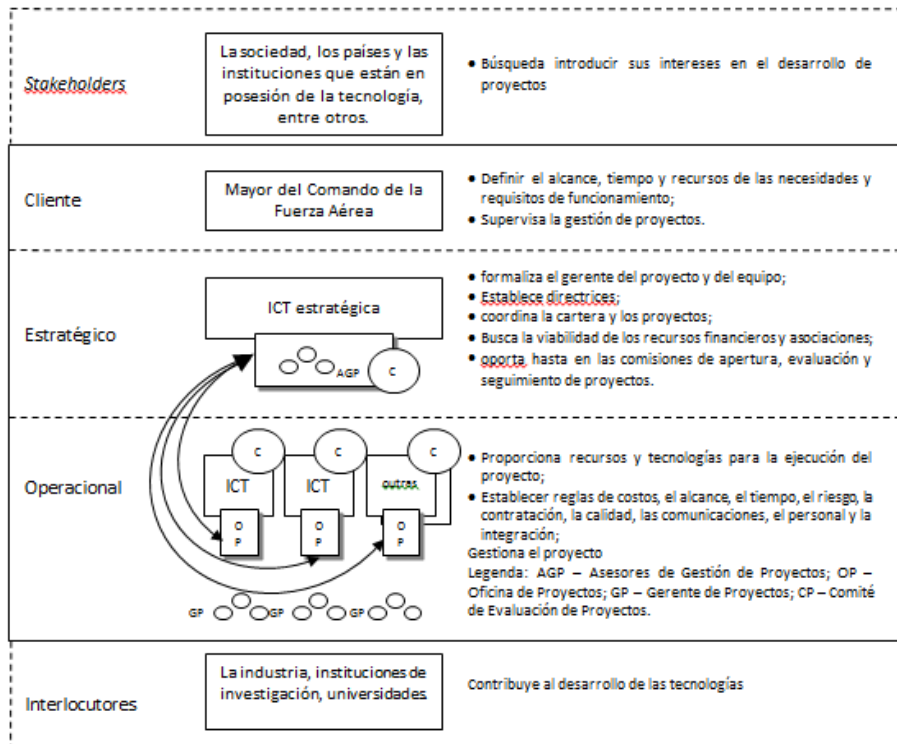 Stakeholders
La sociedad, los países y las
instituciones que están en
posesión de la tecnología,
entre otros.
• Búsqueda introducir sus intereses en el desarrollo de
proyectos
Cliente
Mayor del Comando de la
Fuerza Aérea
• Definir el alcance, tiempo y recursos de las necesidades y
requisitos de funcionamiento;
• Supervisa la gestión de proyectos.
Estratégico
ICT estratégica
AGP
C
• formaliza el gerente del proyecto y del equipo;
• Establece directrices;
• coordina la cartera y los proyectos;
• Busca la viabilidad de los recursos financieros y asociaciones;
• oporta, hasta en las comisiones de apertura, evaluación y
seguimiento de proyectos.
Operacional
C
C
C
ICT
ICT
outras
O
P
O
P
O
P
GP
GP
GP
• Proporciona recursos y tecnologías para la ejecución del
proyecto;
• Establecer reglas de costos, el alcance, el tiempo, el riesgo, la
contratación, la calidad, las comunicaciones, el personal y la
integración;
Gestiona el proyecto
Legenda: AGP – Asesores de Gestión de Proyectos; OP –
Oficina de Proyectos; GP – Gerente de Proyectos; CP – Comité
de Evaluación de Proyectos.
Interlocutores
La industria, instituciones de
investigación, universidades.
Contribuye al desarrollo de las tecnologías